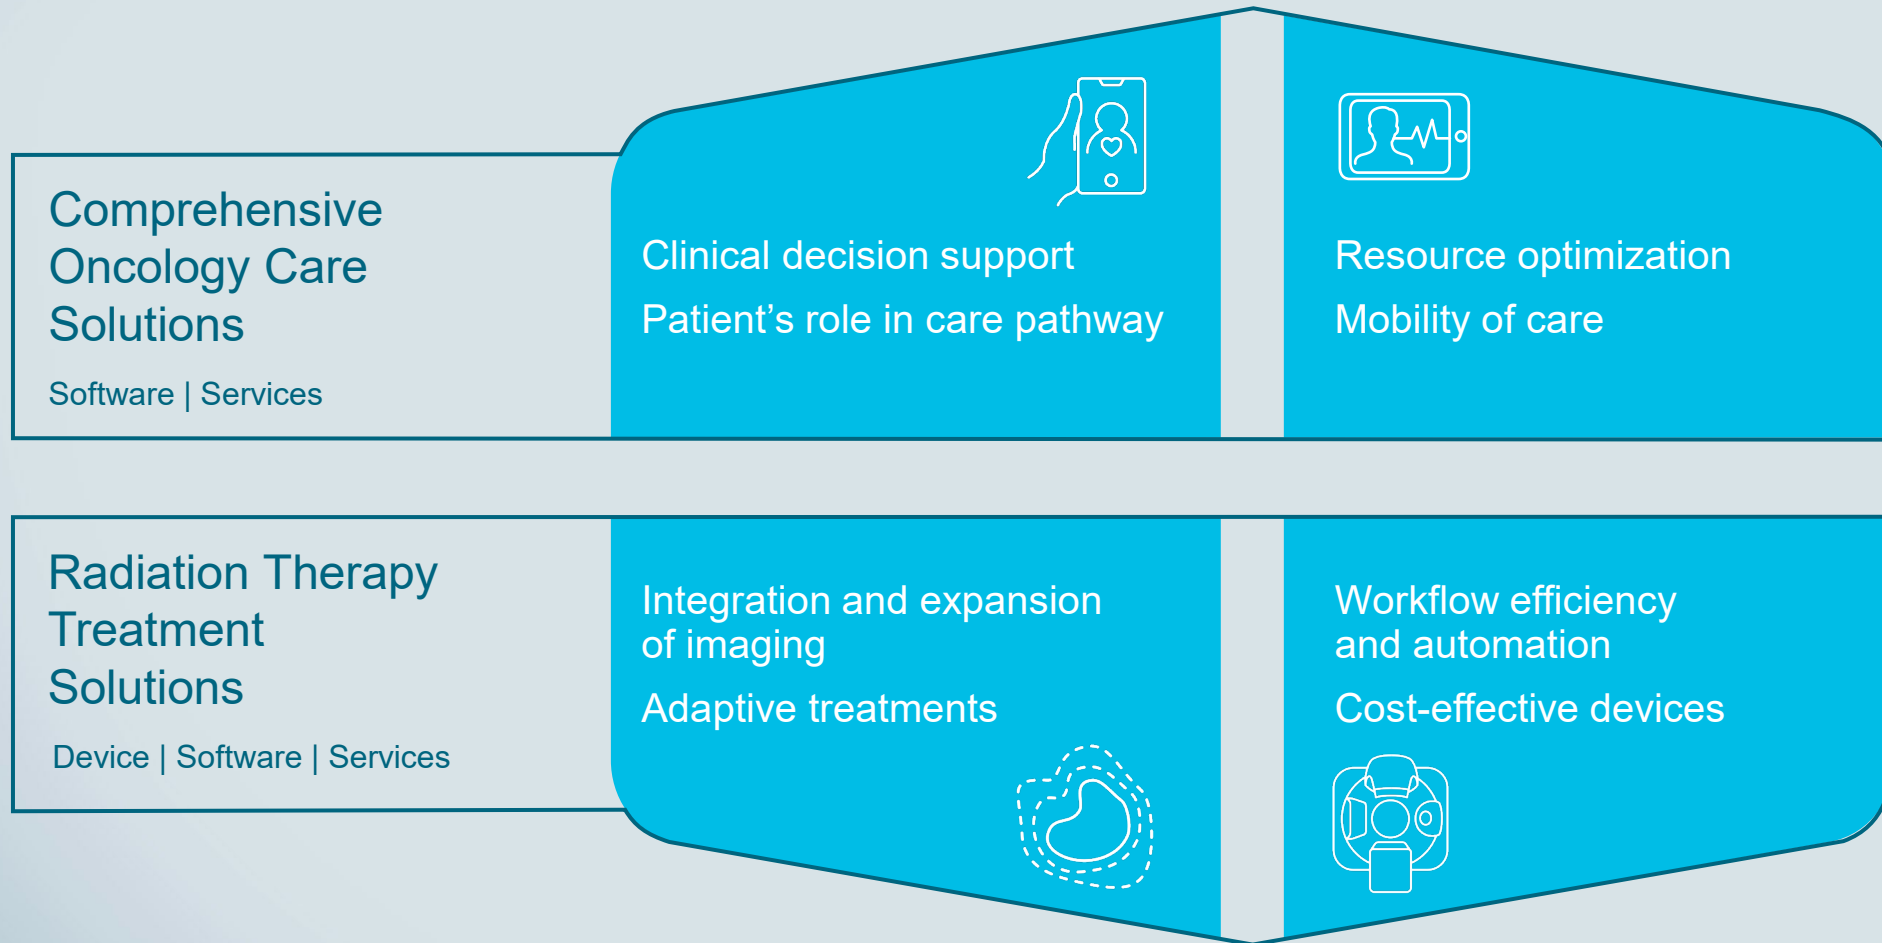 Comprehensive
Oncology Care
Solutions
Software | Services
Clinical decision support
Patient’s role in care pathway
Resource optimization
Mobility of care
Radiation Therapy
Treatment
Solutions
Device | Software | Services
Integration and expansion
of imaging
Adaptive treatments
Workflow efficiency
and automation
Cost-effective devices